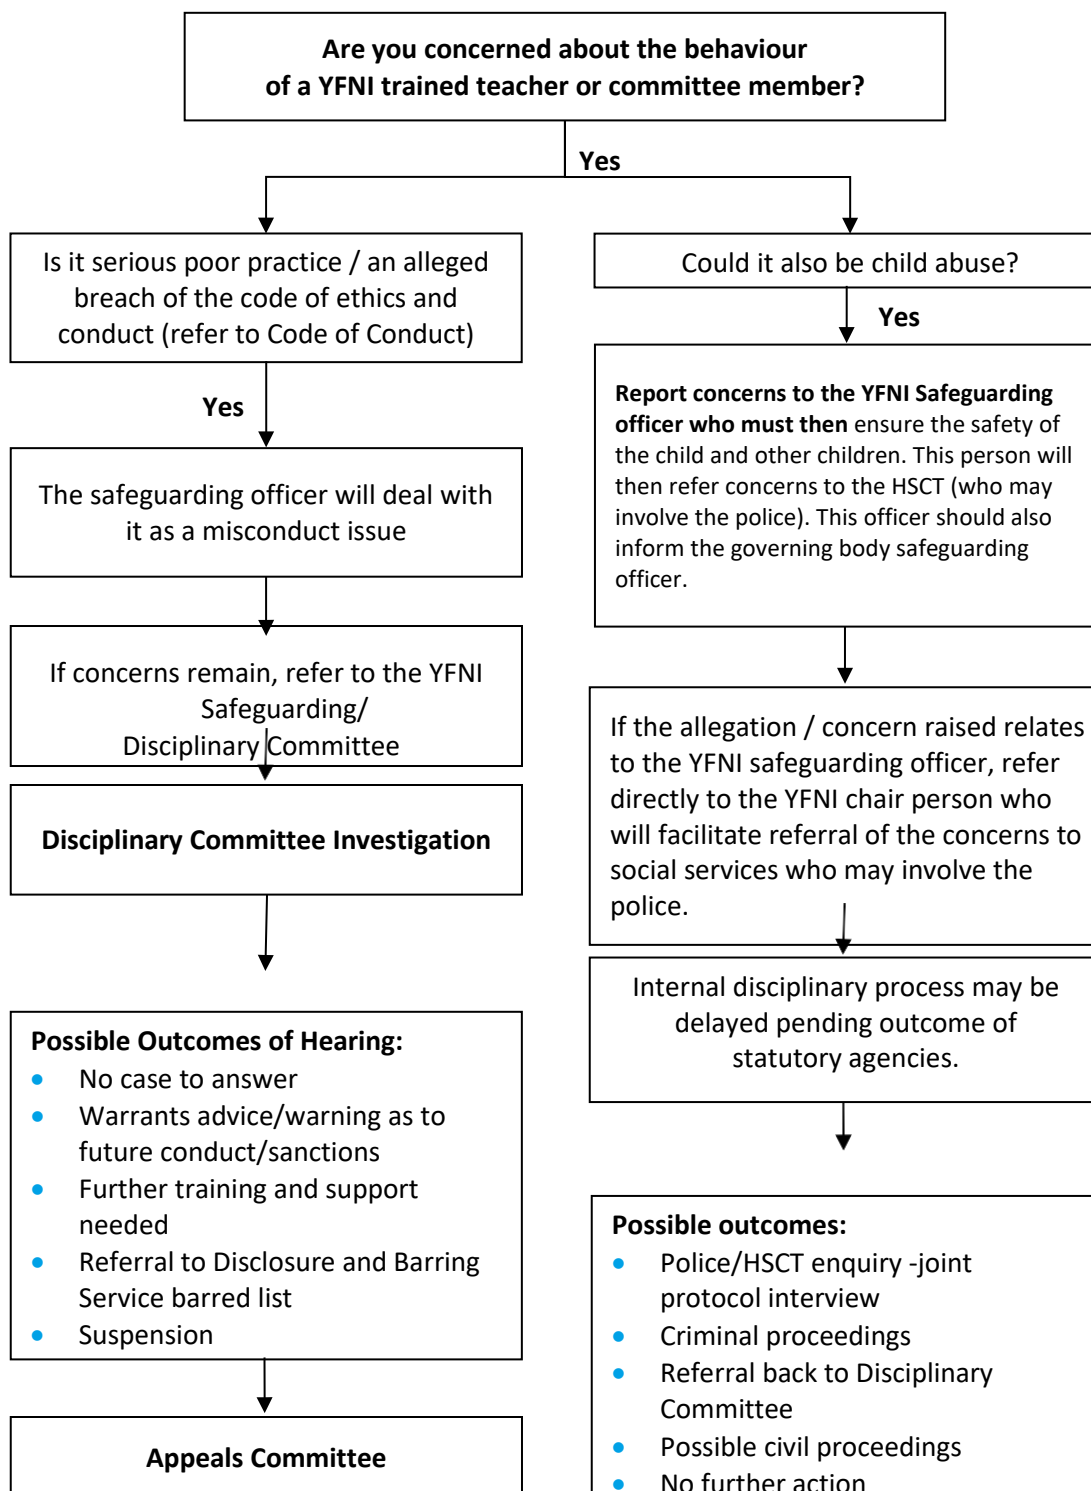 Are you concerned about the behaviour
of a YFNI trained teacher or committee member?
Yes
Is it serious poor practice / an alleged
breach of the code of ethics and
conduct (refer to Code of Conduct)
Yes
The safeguarding officer will deal with
it as a misconduct issue
If concerns remain, refer to the YFNI
Safeguarding/
Disciplinary Committee
Disciplinary Committee Investigation
Possible Outcomes of Hearing:
• No case to answer
• Warrants advice/warning as to
future conduct/sanctions
• Further training and support
needed
• Referral to Disclosure and Barring
Service barred list
• Suspension
Appeals Committee
Could it also be child abuse?
Yes
Report concerns to the YFNI Safeguarding
officer who must then ensure the safety of
the child and other children. This person will
then refer concerns to the HSCT (who may
involve the police). This officer should also
inform the governing body safeguarding
officer.
If the allegation / concern raised relates
to the YFNI safeguarding officer, refer
directly to the YFNI chair person who
will facilitate referral of the concerns to
social services who may involve the
police.
Internal disciplinary process may be
delayed pending outcome of
statutory agencies.
Possible outcomes:
• Police/HSCT enquiry -joint
protocol interview
• Criminal proceedings
• Referral back to Disciplinary
Committee
• Possible civil proceedings
• No further action